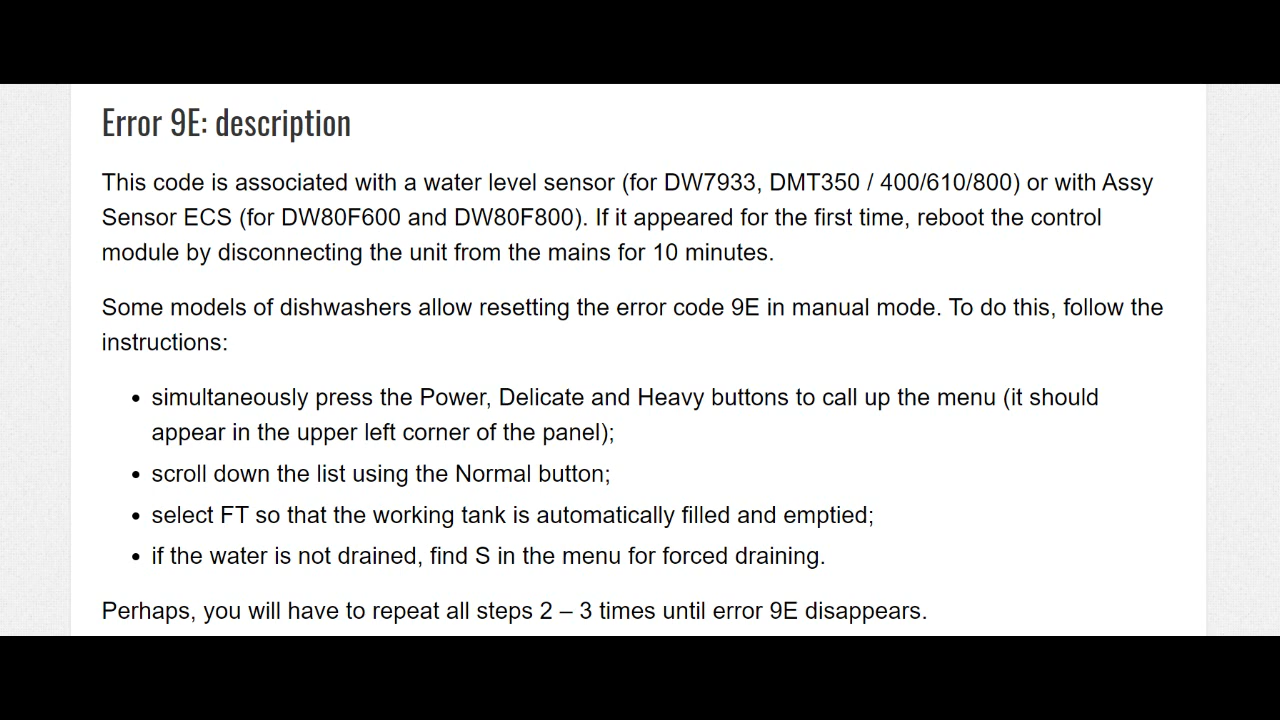 Error 9E: description
This code is associated with a water level sensor (for DW7933, DMT350 / 400/610/800) or with Assy
Sensor ECS (for DW80F600 and DW80F800). If it appeared for the first time, reboot the control
module by disconnecting the unit from the mains for 10 minutes.
Some models of dishwashers allow resetting the error code 9E in manual mode. To do this, follow the
instructions:
• simultaneously press the Power, Delicate and Heavy buttons to call up the menu (it should
appear in the upper left corner of the panel);
• scroll down the list using the Normal button;
• select FT so that the working tank is automatically filled and emptied;
• if the water is not drained, find S in the menu for forced draining.
Perhaps, you will have to repeat all steps 2 – 3 times until error 9E disappears.